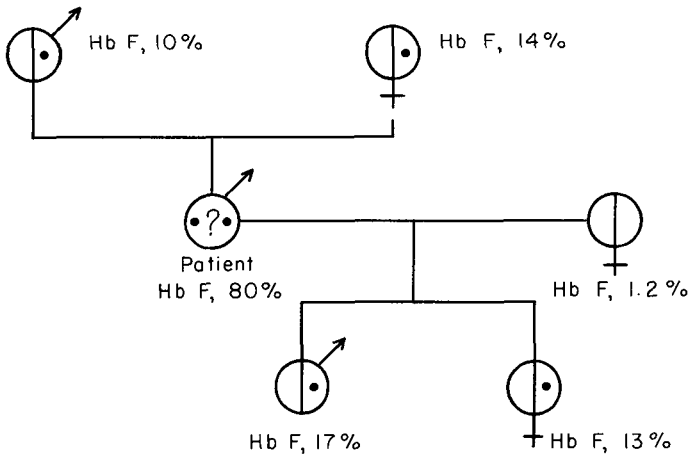 Hb F, 10%
Hb F, 14%
?
Patient
Hb F, 80%
Hb F, 1.2%
Hb F, 17%
Hb F, 13%